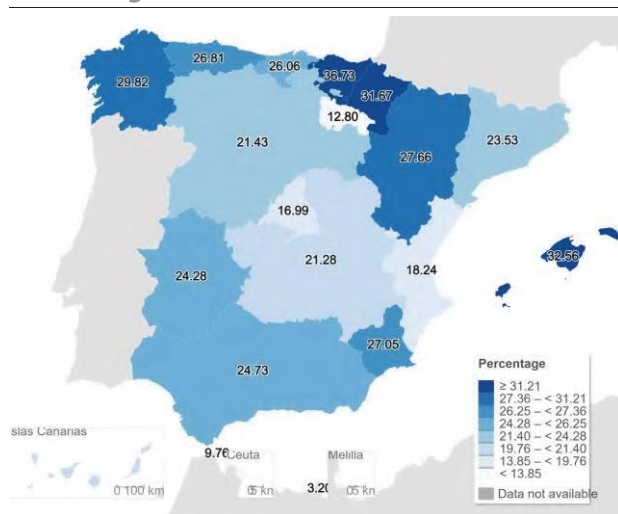 26.81
26.06
36.73
29.82
31.67
12.80
21.43
27.66
23.53
16.99
32.56
21.28
18.24
24.28
27.05
24.73
Percentage
≥ 31.21
27.36 – < 31.21
26.25 – < 27.36
24.28 – < 26.25
21.40 – < 24.28
19.76 – < 21.40
13.85 – < 19.76
< 13.85
Data not available
slas Canarias
9.76
Ceuta
Melilla
0 100 km
3.20